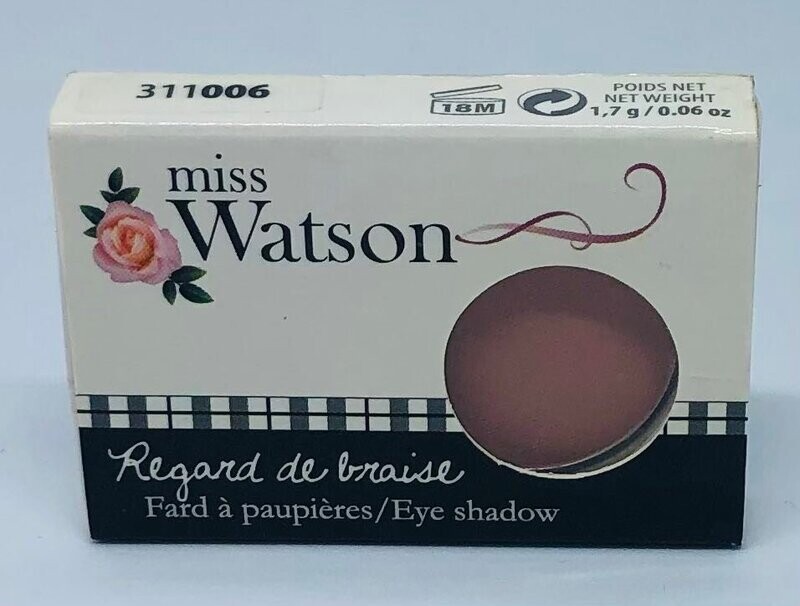 311006
18M
POIDS NET
NET WEIGHT
1,7 g / 0.06 oz
miss
Watson
Regard de braise
Fard à paupières/Eye shadow